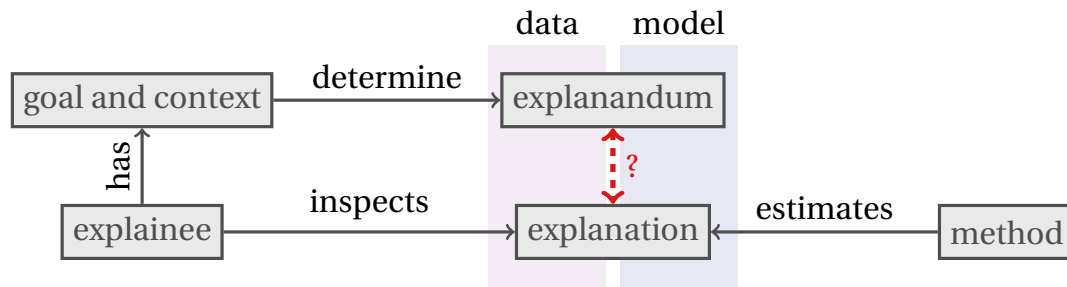 data
model
goal and context
determine
explanandum
has
?
explainee
inspects
explanation
estimates
method